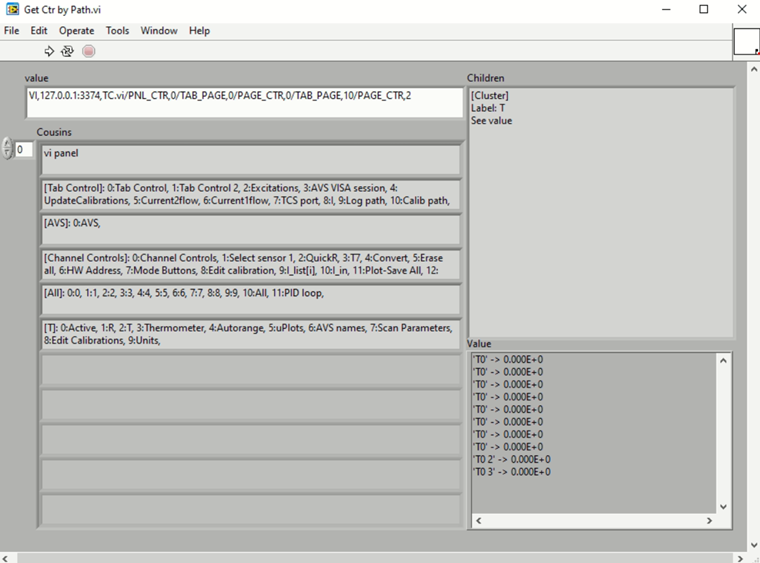 Get Ctr by Path.vi
File Edit Operate Tools Window Help
value
VI,127.0.0.1:3374,TC.vi/PNL_CTR,0/TAB_PAGE,0/PAGE_CTR,0/TAB_PAGE,10/PAGE_CTR,2
Cousins
0
vi panel
[Tab Control]: 0:Tab Control, 1:Tab Control 2, 2:Excitations, 3:AVS VISA session, 4:
UpdateCalibrations, 5:Current2flow, 6:Current1flow, 7:TCS port, 8:I, 9:Log path, 10:Calib path,
[AVS]: 0:AVS,
[Channel Controls]: 0:Channel Controls, 1:Select sensor 1, 2:QuickR, 3:T7, 4:Convert, 5:Erase
all, 6:HW Address, 7:Mode Buttons, 8:Edit calibration, 9:I_list[i], 10:I_in, 11:Plot-Save All, 12:
[All]: 0:0, 1:1, 2:2, 3:3, 4:4, 5:5, 6:6, 7:7, 8:8, 9:9, 10:All, 11:PID loop,
[T]: 0:Active, 1:R, 2:T, 3:Thermometer, 4:Autorange, 5:uPlots, 6:AVS names, 7:Scan Parameters,
8:Edit Calibrations, 9:Units,
Children
[Cluster]
Label: T
See value
Value
'T0' -> 0.000E+0
'T0' -> 0.000E+0
'T0' -> 0.000E+0
'T0' -> 0.000E+0
'T0' -> 0.000E+0
'T0' -> 0.000E+0
'T0' -> 0.000E+0
'T0' -> 0.000E+0
'T0 2' -> 0.000E+0
'T0 3' -> 0.000E+0